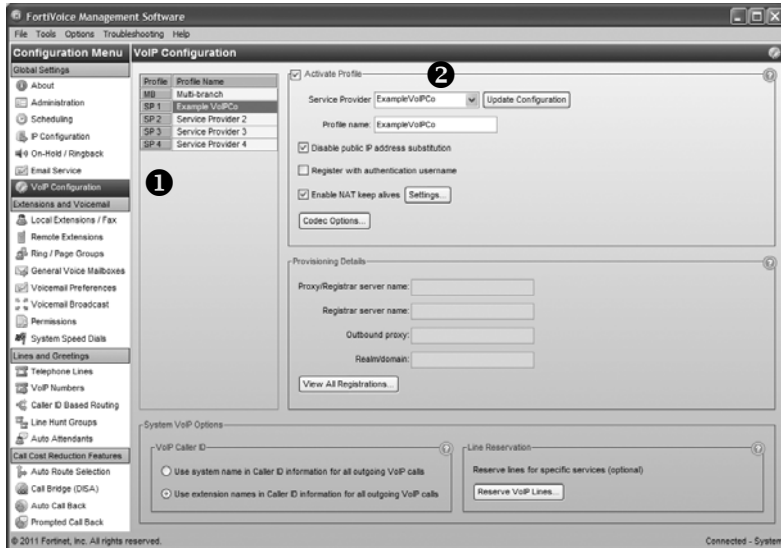 FortiVoice Management Software
File Tools Options Troubleshooting Help
Configuration Menu
Global Settings
About
Administration
Scheduling
IP Configuration
On-Hold / Ringback
Email Service
VoIP Configuration
Extensions and Voicemail
Local Extensions / Fax
Remote Extensions
Ring / Page Groups
General Voice Mailboxes
Voicemail Preferences
Voicemail Broadcast
Permissions
System Speed Dials
Lines and Greetings
Telephone Lines
VoIP Numbers
Caller ID Based Routing
Line Hunt Groups
Auto Attendants
Call Cost Reduction Features
Auto Route Selection
Call Bridge (DISA)
Auto Call Back
Prompted Call Back
VoIP Configuration
Profile Profile Name
MB Multi-branch
SP 1 Example VoIPCo
SP 2 Service Provider 2
SP 3 Service Provider 3
SP 4 Service Provider 4
1
Activate Profile
2
Service Provider ExampleVoIPCo Update Configuration
Profile name: ExampleVoIPCo
Disable public IP address substitution
Register with authentication username
Enable NAT keep alives Settings...
Codec Options...
Provisioning Details
Proxy/Registrar server name:
Registrar server name:
Outbound proxy:
Realm/domain:
View All Registrations...
System VoIP Options
VoIP Caller ID
Use system name in Caller ID information for all outgoing VoIP calls
Use extension names in Caller ID information for all outgoing VoIP calls
Line Reservation
Reserve lines for specific services (optional)
Reserve VoIP Lines...
© 2011 Fortinet, Inc. All rights reserved.
Connected - System